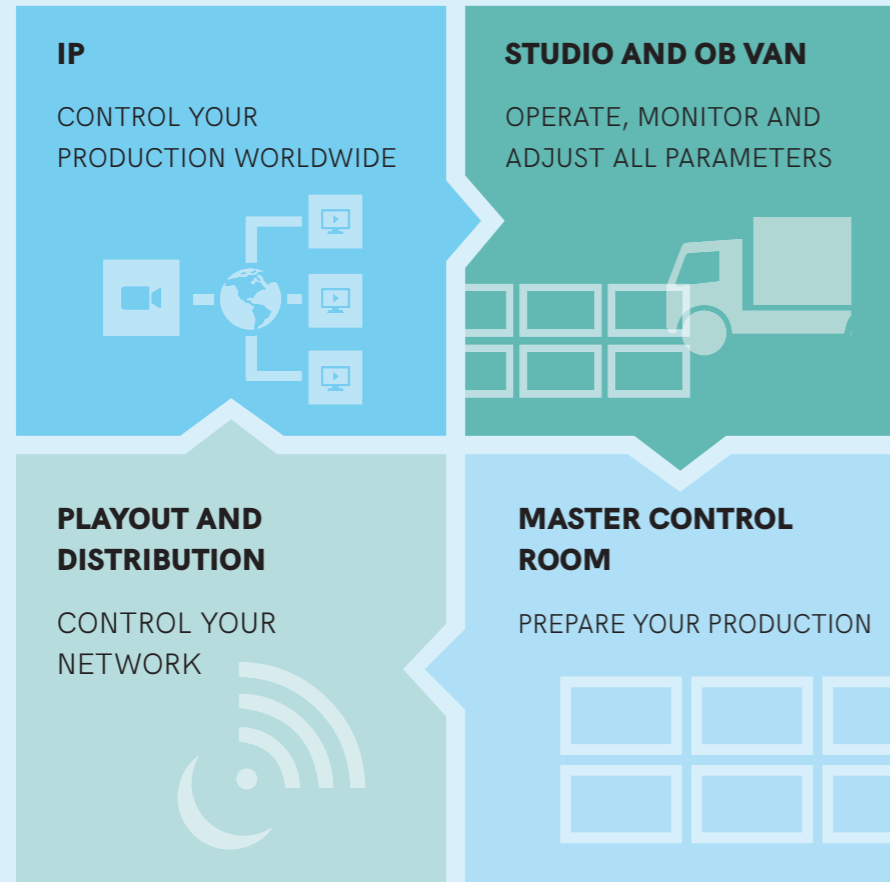 IP
CONTROL YOUR
PRODUCTION WORLDWIDE
STUDIO AND OB VAN
OPERATE, MONITOR AND
ADJUST ALL PARAMETERS
PLAYOUT AND
DISTRIBUTION
CONTROL YOUR
NETWORK
MASTER CONTROL
ROOM
PREPARE YOUR PRODUCTION